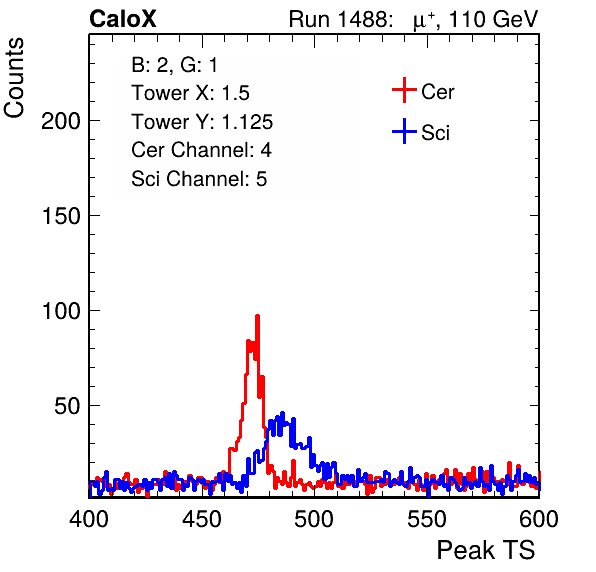 CaloX Run 1488: μ⁺, 110 GeV
Counts
B: 2, G: 1
Tower X: 1.5
Tower Y: 1.125
Cer Channel: 4
Sci Channel: 5
Cer
Sci
200
150
100
50
400 450 500 550 600
Peak TS